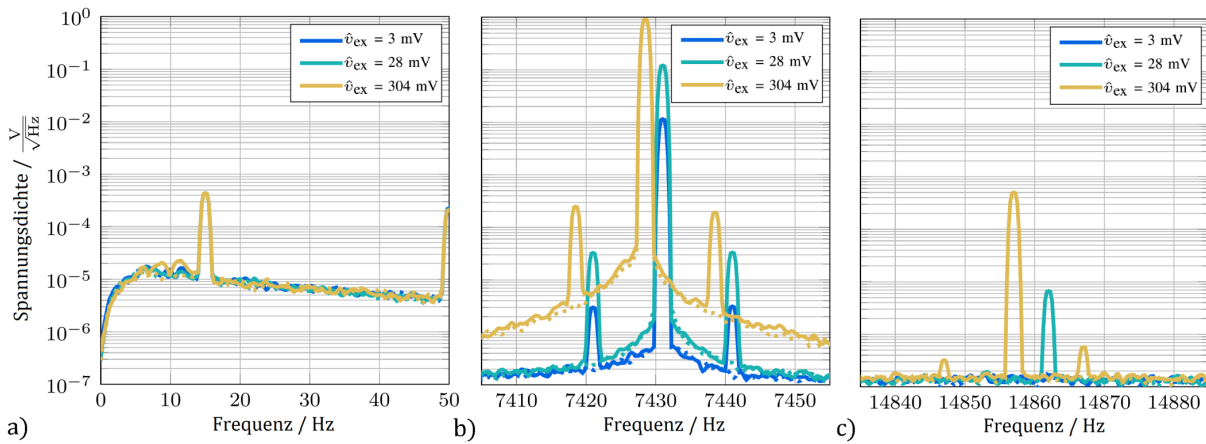 Spannungsdichte / V/√Hz
10⁰
10⁻¹
10⁻²
10⁻³
10⁻⁴
10⁻⁵
10⁻⁶
10⁻⁷
v̂ex = 3 mV
v̂ex = 28 mV
v̂ex = 304 mV
0 10 20 30 40 50
Frequenz / Hz
a)
v̂ex = 3 mV
v̂ex = 28 mV
v̂ex = 304 mV
7410 7420 7430 7440 7450
Frequenz / Hz
b)
v̂ex = 3 mV
v̂ex = 28 mV
v̂ex = 304 mV
14840 14850 14860 14870 14880
Frequenz / Hz
c)